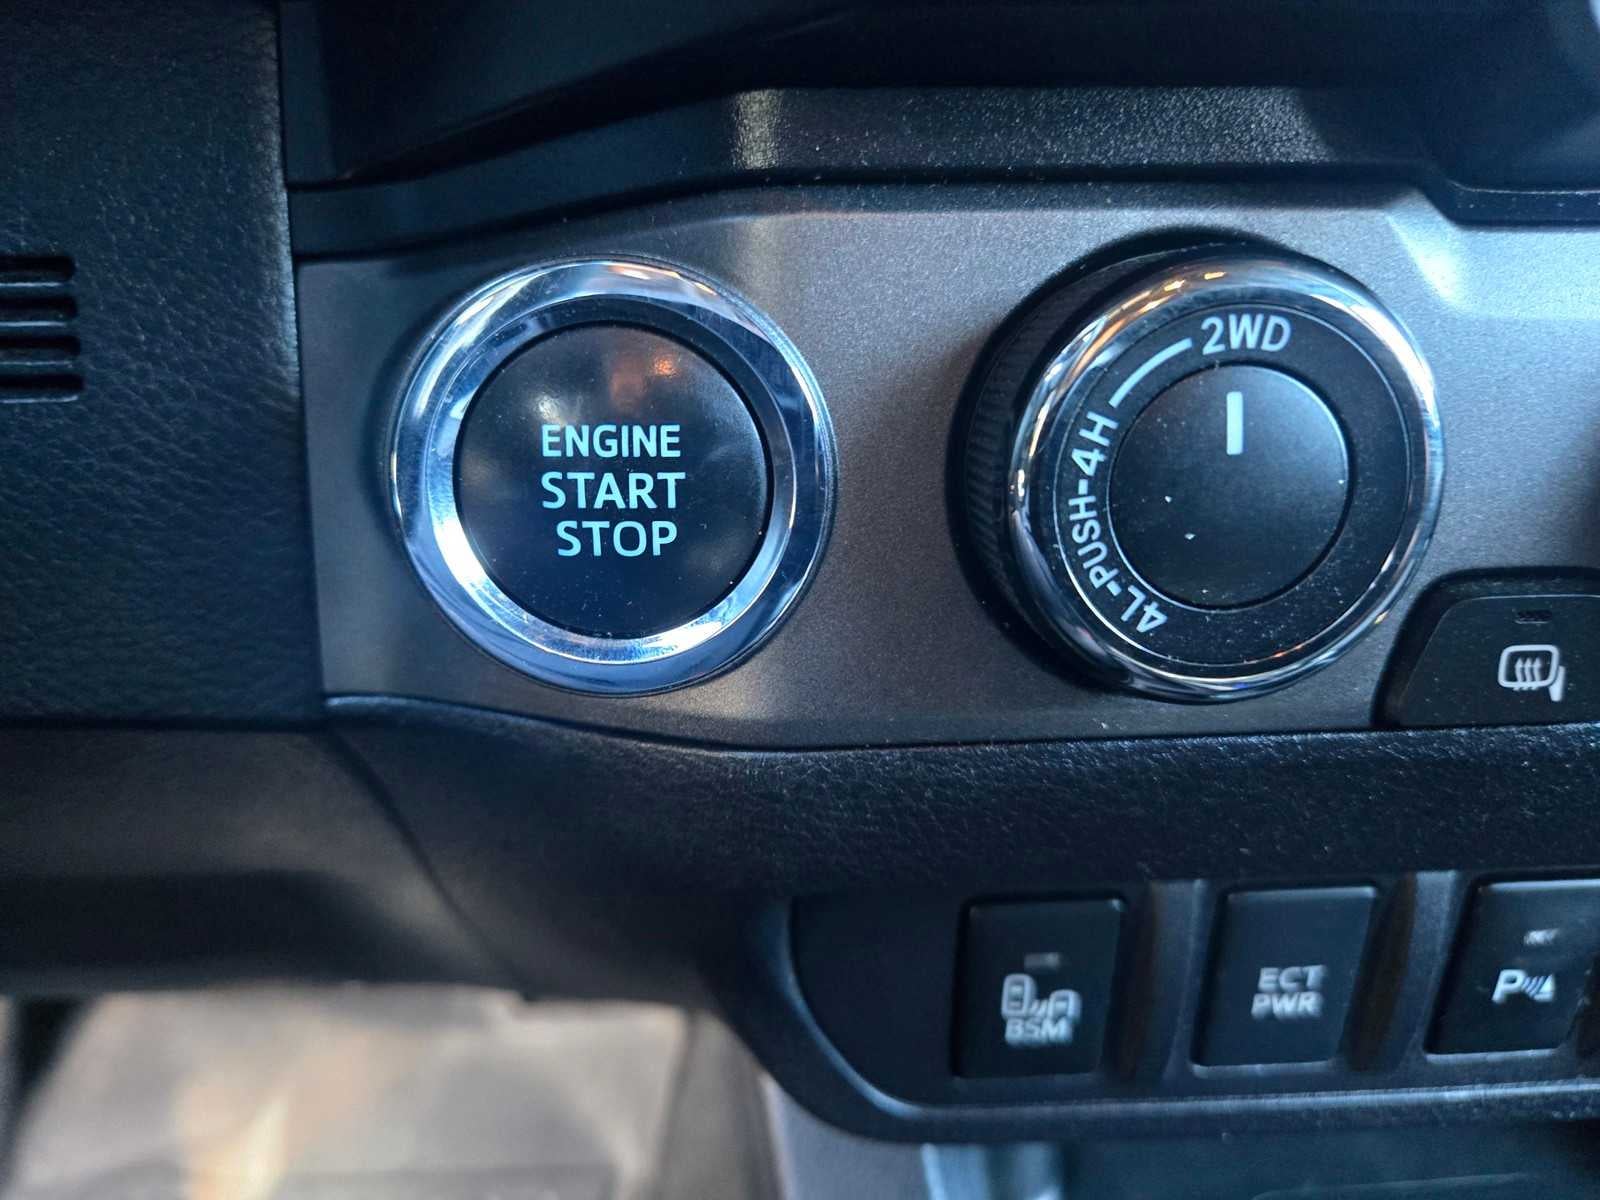 ENGINE
START
STOP
2WD
4L-PUSH-4H
BSM
ECT
PWR
P